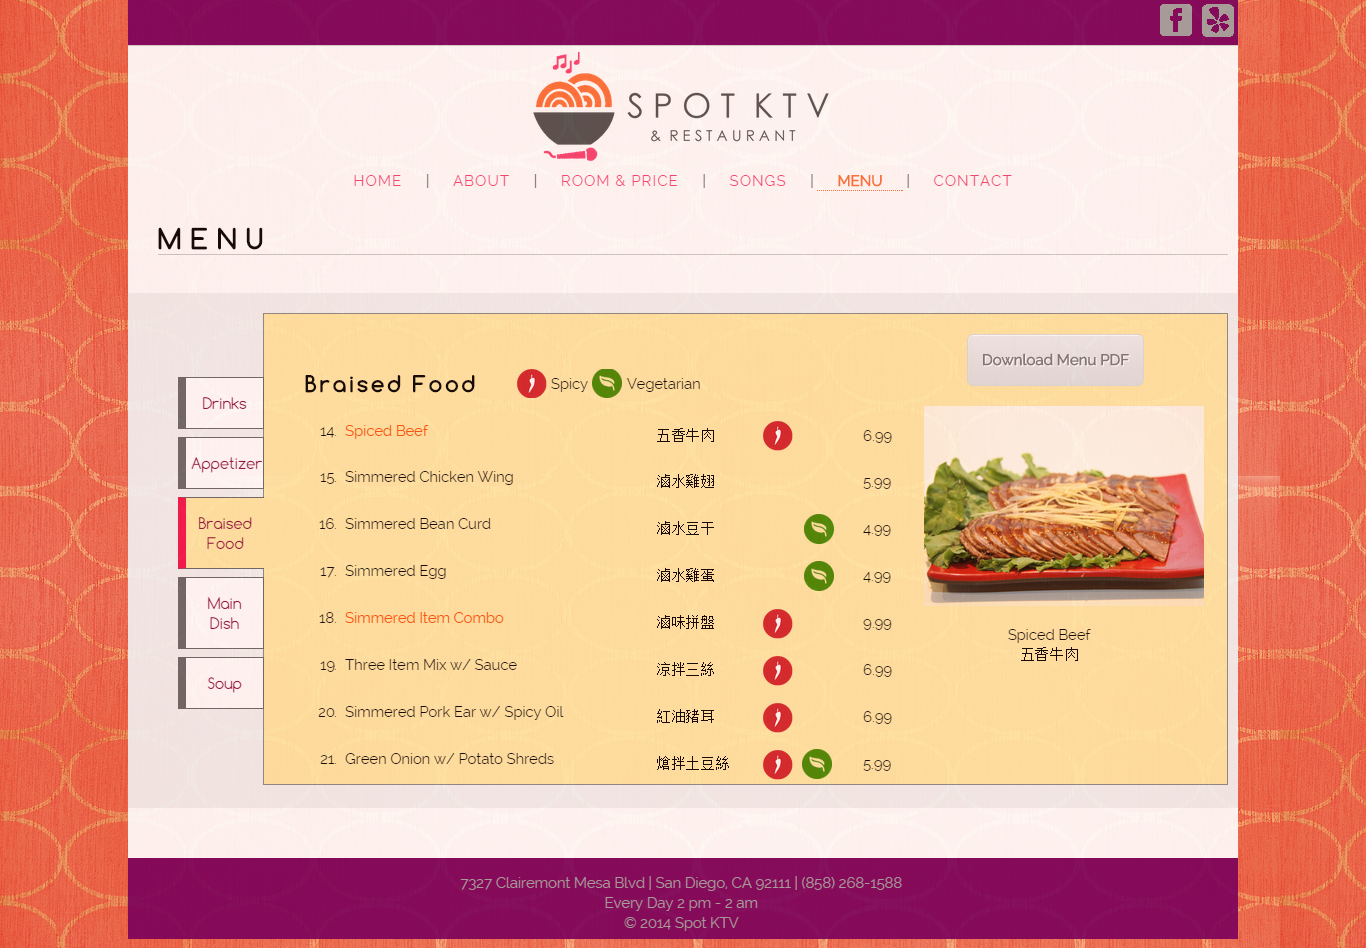 SPOT KTV
& RESTAURANT
HOME | ABOUT | ROOM & PRICE | SONGS | MENU | CONTACT
MENU
Download Menu PDF
Braised Food Spicy Vegetarian
Drinks
Appetizer
Braised
Food
Main
Dish
Soup
14. Spiced Beef 五香牛肉 6.99
15. Simmered Chicken Wing 滷水雞翅 5.99
16. Simmered Bean Curd 滷水豆干 4.99
17. Simmered Egg 滷水雞蛋 4.99
18. Simmered Item Combo 滷味拼盤 9.99
19. Three Item Mix w/ Sauce 涼拌三絲 6.99
20. Simmered Pork Ear w/ Spicy Oil 紅油豬耳 6.99
21. Green Onion w/ Potato Shreds 熗拌土豆絲 5.99
Spiced Beef
五香牛肉
7327 Clairemont Mesa Blvd | San Diego, CA 92111 | (858) 268-1588
Every Day 2 pm - 2 am
© 2014 Spot KTV